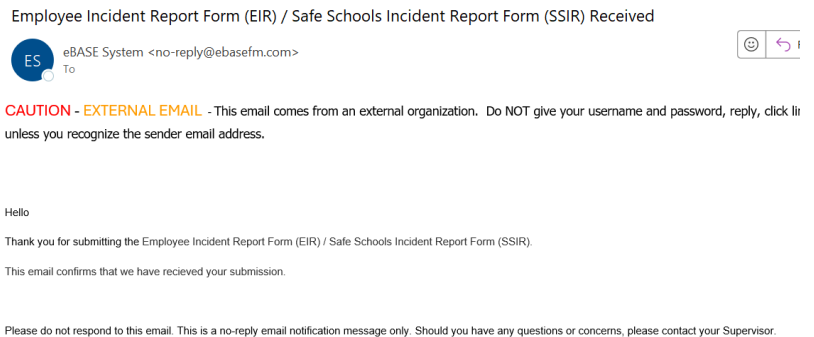 Employee Incident Report Form (EIR) / Safe Schools Incident Report Form (SSIR) Received
ES
eBASE System <no-reply@ebasefm.com>
To
CAUTION - EXTERNAL EMAIL - This email comes from an external organization. Do NOT give your username and password, reply, click
unless you recognize the sender email address.
Hello
Thank you for submitting the Employee Incident Report Form (EIR) / Safe Schools Incident Report Form (SSIR).
This email confirms that we have recieved your submission.
Please do not respond to this email. This is a no-reply email notification message only. Should you have any questions or concerns, please contact your Supervisor.